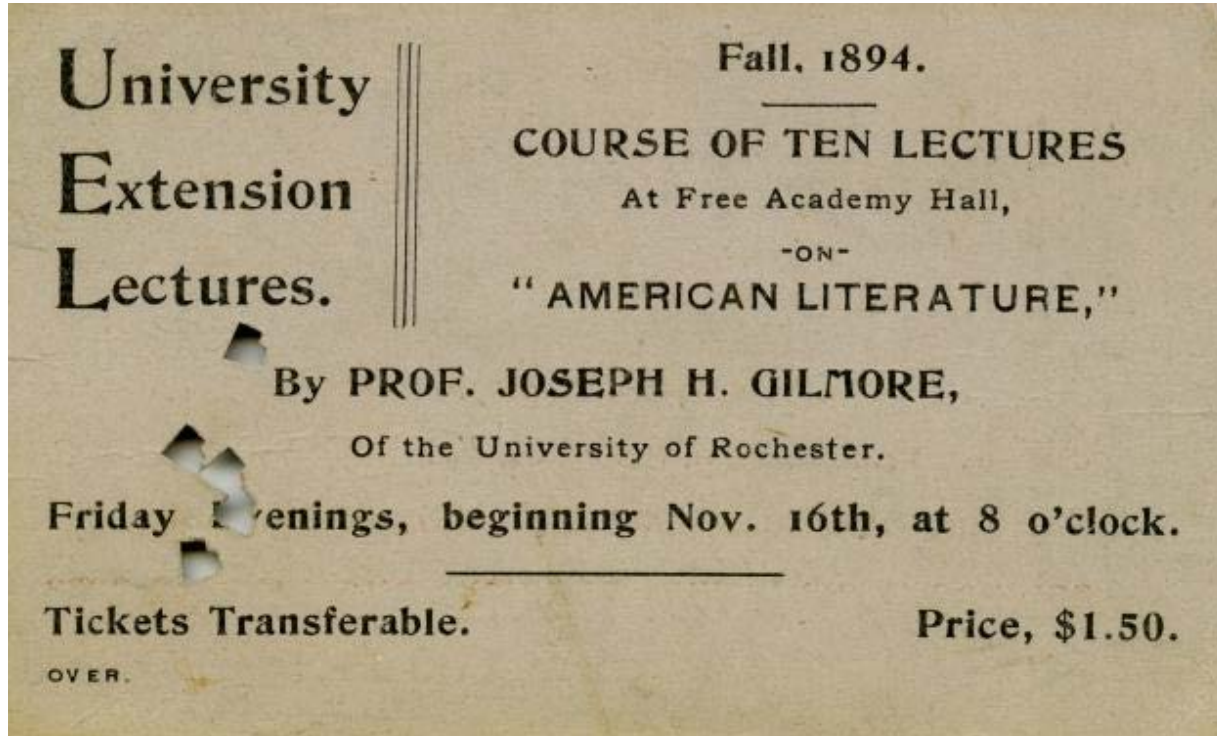 University
Extension
Lectures.
Fall, 1894.
COURSE OF TEN LECTURES
At Free Academy Hall,
-ON-
"AMERICAN LITERATURE,"
By PROF. JOSEPH H. GILMORE,
Of the University of Rochester.
Friday Evenings, beginning Nov. 16th, at 8 o'clock.
Tickets Transferable.
Price, $1.50.
OVER.